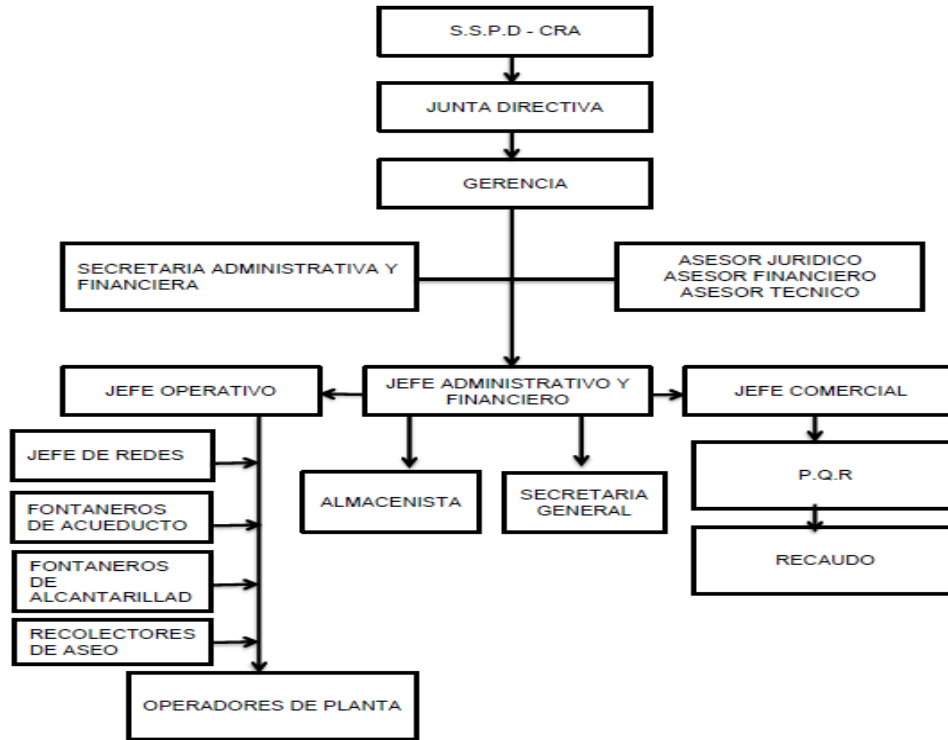 S.S.P.D - CRA
JUNTA DIRECTIVA
GERENCIA
SECRETARIA ADMINISTRATIVA Y
FINANCIERA
ASESOR JURIDICO
ASESOR FINANCIERO
ASESOR TECNICO
JEFE OPERATIVO
JEFE ADMINISTRATIVO Y
FINANCIERO
JEFE COMERCIAL
JEFE DE REDES
FONTANEROS
DE ACUEDUCTO
FONTANEROS
DE
ALCANTARILLAD
RECOLECTORES
DE ASEO
OPERADORES DE PLANTA
ALMACENISTA
SECRETARIA
GENERAL
P.Q.R
RECAUDO